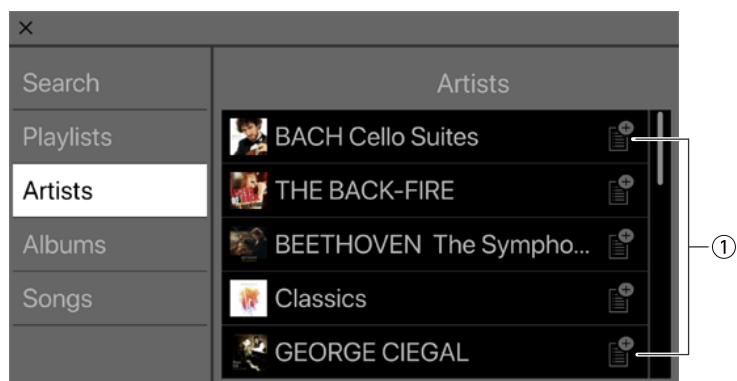 ×
Search
Artists
Playlists
BACH Cello Suites
Artists
THE BACK-FIRE
Albums
BEETHOVEN  The Sympho...
Songs
Classics
GEORGE CIEGAL
①